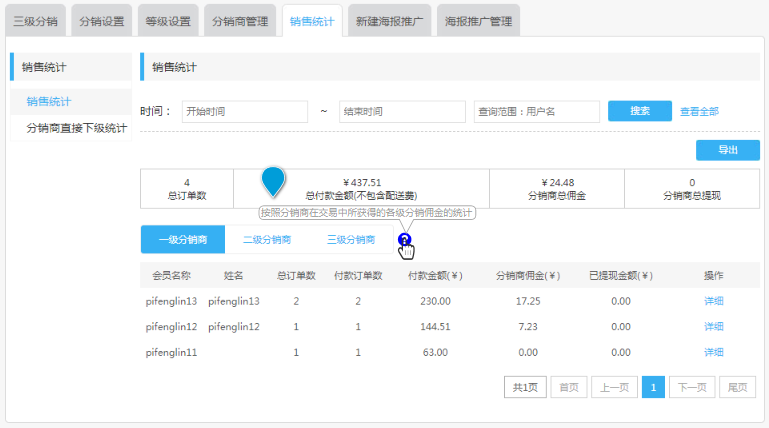 三级分销 分销设置 等级设置 分销商管理 销售统计 新建海报推广 海报推广管理
销售统计
销售统计
分销商直接下级统计
销售统计
时间： 开始时间 ~ 结束时间 查询范围：用户名 搜索 查看全部
导出
4 ￥437.51 ￥24.48 0
总订单数 总付款金额(不包含配送费) 分销商总佣金 分销商总提现
按照分销商在交易中所获得的各级分销佣金的统计
一级分销商 二级分销商 三级分销商 ?
会员名称 姓名 总订单数 付款订单数 付款金额(￥) 分销商佣金(￥) 已提现金额(￥) 操作
pifenglin13 pifenglin13 2 2 230.00 17.25 0.00 详细
pifenglin12 pifenglin12 1 1 144.51 7.23 0.00 详细
pifenglin11 1 1 63.00 0.00 0.00 详细
共1页 首页 上一页 1 下一页 尾页